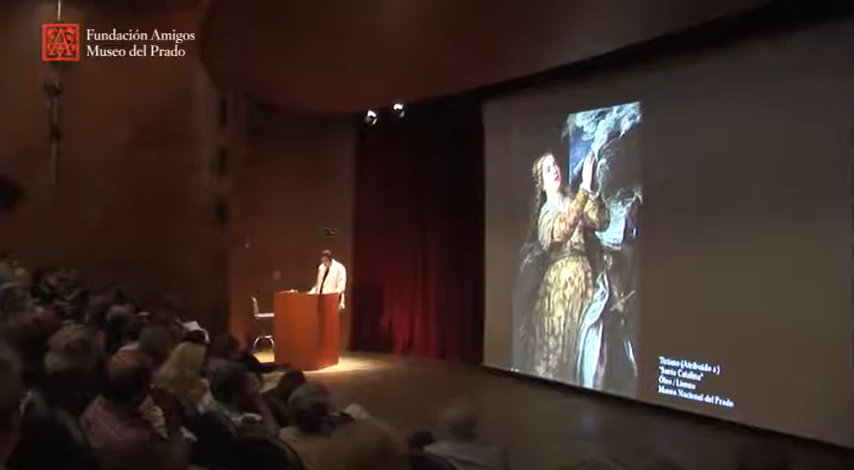 Fundación Amigos
Museo del Prado
Tiziano (Atribuido a)
"Santa Catalina"
Óleo / Lienzo
Museo Nacional del Prado